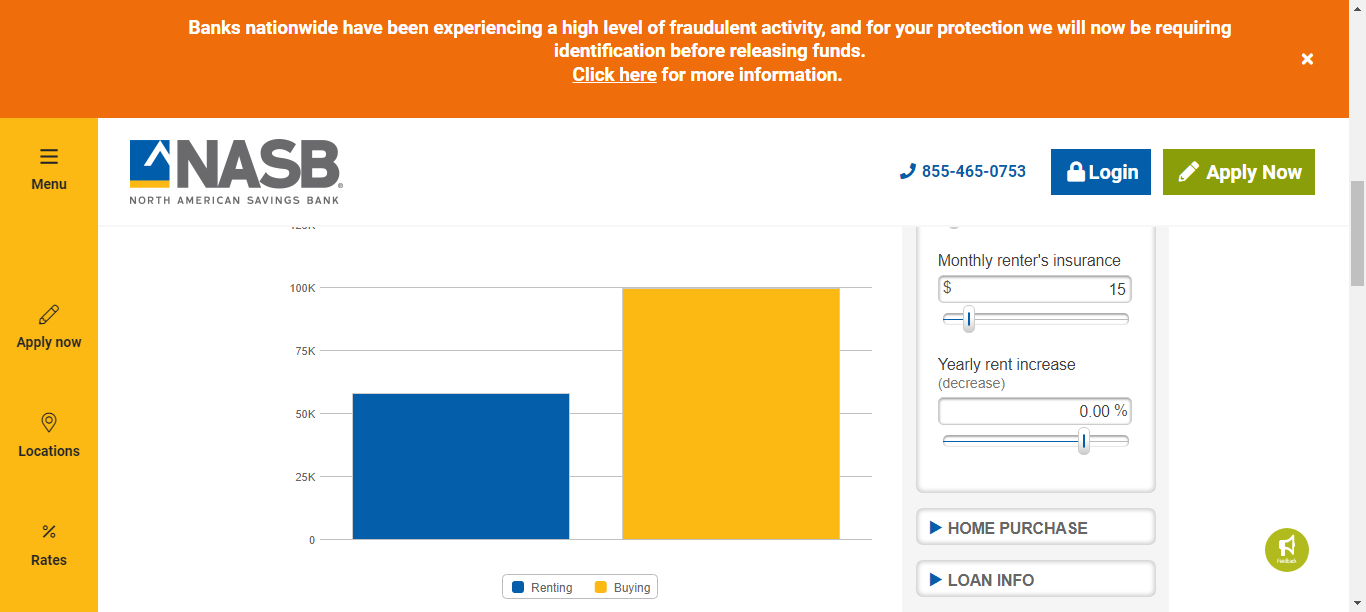 Banks nationwide have been experiencing a high level of fraudulent activity, and for your protection we will now be requiring
identification before releasing funds.
Click here for more information.
Menu
Apply now
Locations
Rates
NASB®
NORTH AMERICAN SAVINGS BANK
855-465-0753
Login
Apply Now
125K
100K
75K
50K
25K
0
Renting
Buying
Monthly renter's insurance
$ 15
Yearly rent increase
(decrease)
0.00 %
HOME PURCHASE
LOAN INFO
Feedback